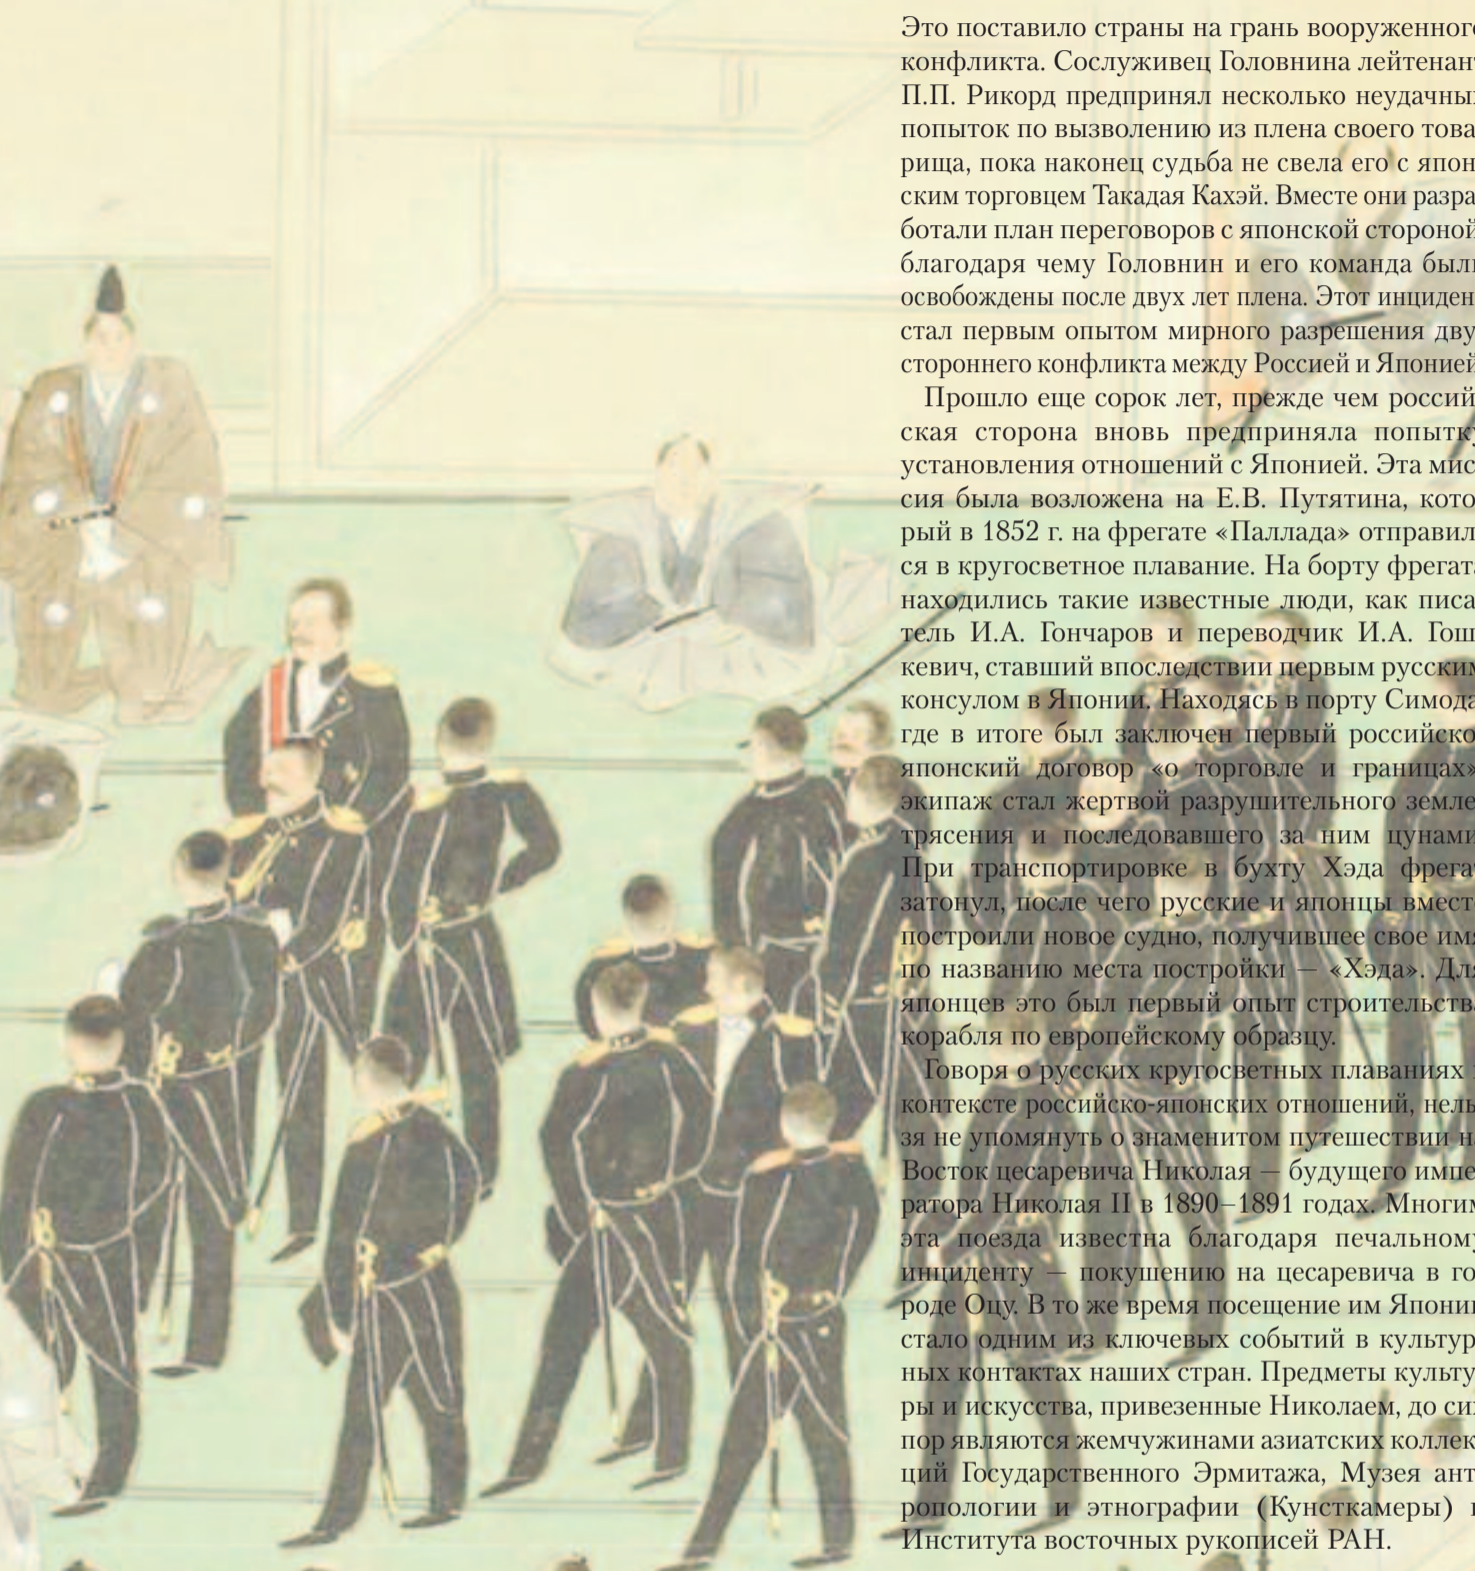 Это поставило страны на грань вооруженного
конфликта. Сослуживец Головнина лейтенант
П.П. Рикорд предпринял несколько неудачных
попыток по вызволению из плена своего това-
рища, пока наконец судьба не свела его с япон-
ским торговцем Такадая Кахэй. Вместе они разра-
ботали план переговоров с японской стороной,
благодаря чему Головнин и его команда были
освобождены после двух лет плена. Этот инцидент
стал первым опытом мирного разрешения дву-
стороннего конфликта между Россией и Японией.
Прошло еще сорок лет, прежде чем россий-
ская сторона вновь предприняла попытку
установления отношений с Японией. Эта мис-
сия была возложена на Е.В. Путятина, кото-
рый в 1852 г. на фрегате «Паллада» отправил-
ся в кругосветное плавание. На борту фрегата
находились такие известные люди, как писа-
тель И.А. Гончаров и переводчик И.А. Гош-
кевич, ставший впоследствии первым русским
консулом в Японии. Находясь в порту Симода,
где в итоге был заключен первый российско-
японский договор «о торговле и границах»,
экипаж стал жертвой разрушительного земле-
трясения и последовавшего за ним цунами.
При транспортировке в бухту Хэда фрегат
затонул, после чего русские и японцы вместе
построили новое судно, получившее свое имя
по названию места постройки — «Хэда». Для
японцев это был первый опыт строительства
корабля по европейскому образцу.
Говоря о русских кругосветных плаваниях в
контексте российско-японских отношений, нель-
зя не упомянуть о знаменитом путешествии на
Восток цесаревича Николая — будущего импе-
ратора Николая II в 1890–1891 годах. Многим
эта поезда известна благодаря печальному
инциденту — покушению на цесаревича в го-
роде Оцу. В то же время посещение им Японии
стало одним из ключевых событий в культур-
ных контактах наших стран. Предметы культу-
ры и искусства, привезенные Николаем, до сих
пор являются жемчужинами азиатских коллек-
ций Государственного Эрмитажа, Музея ант-
ропологии и этнографии (Кунсткамеры) и
Института восточных рукописей РАН.